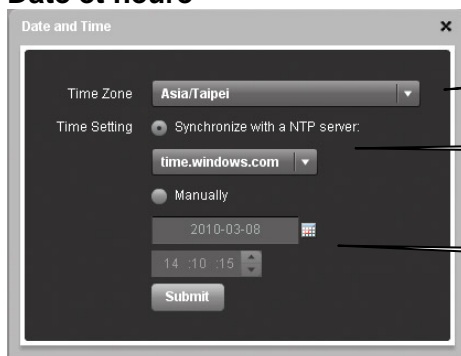 Date et heure
Date and Time
Time Zone Asia/Taipei
Time Setting Synchronize with a NTP server:
time.windows.com
Manually
2010-03-08
14 :10 :15
Submit